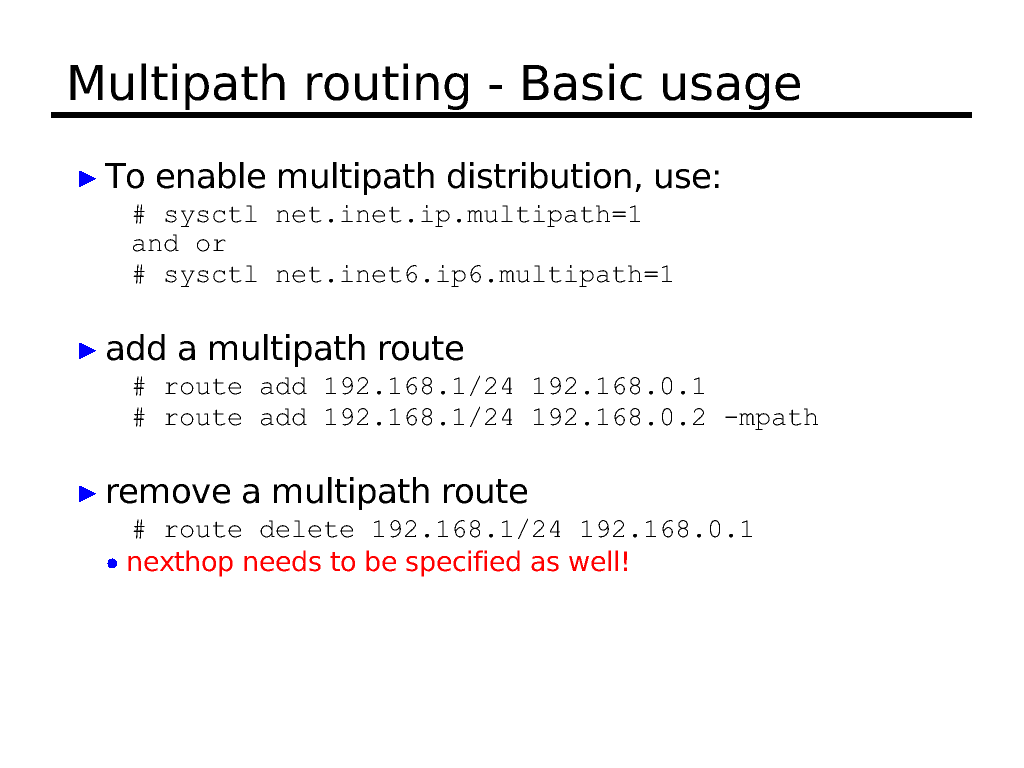 Multipath routing - Basic usage
To enable multipath distribution, use:
# sysctl net.inet.ip.multipath=1
and or
# sysctl net.inet6.ip6.multipath=1
add a multipath route
# route add 192.168.1/24 192.168.0.1
# route add 192.168.1/24 192.168.0.2 -mpath
remove a multipath route
# route delete 192.168.1/24 192.168.0.1
nexthop needs to be specified as well!